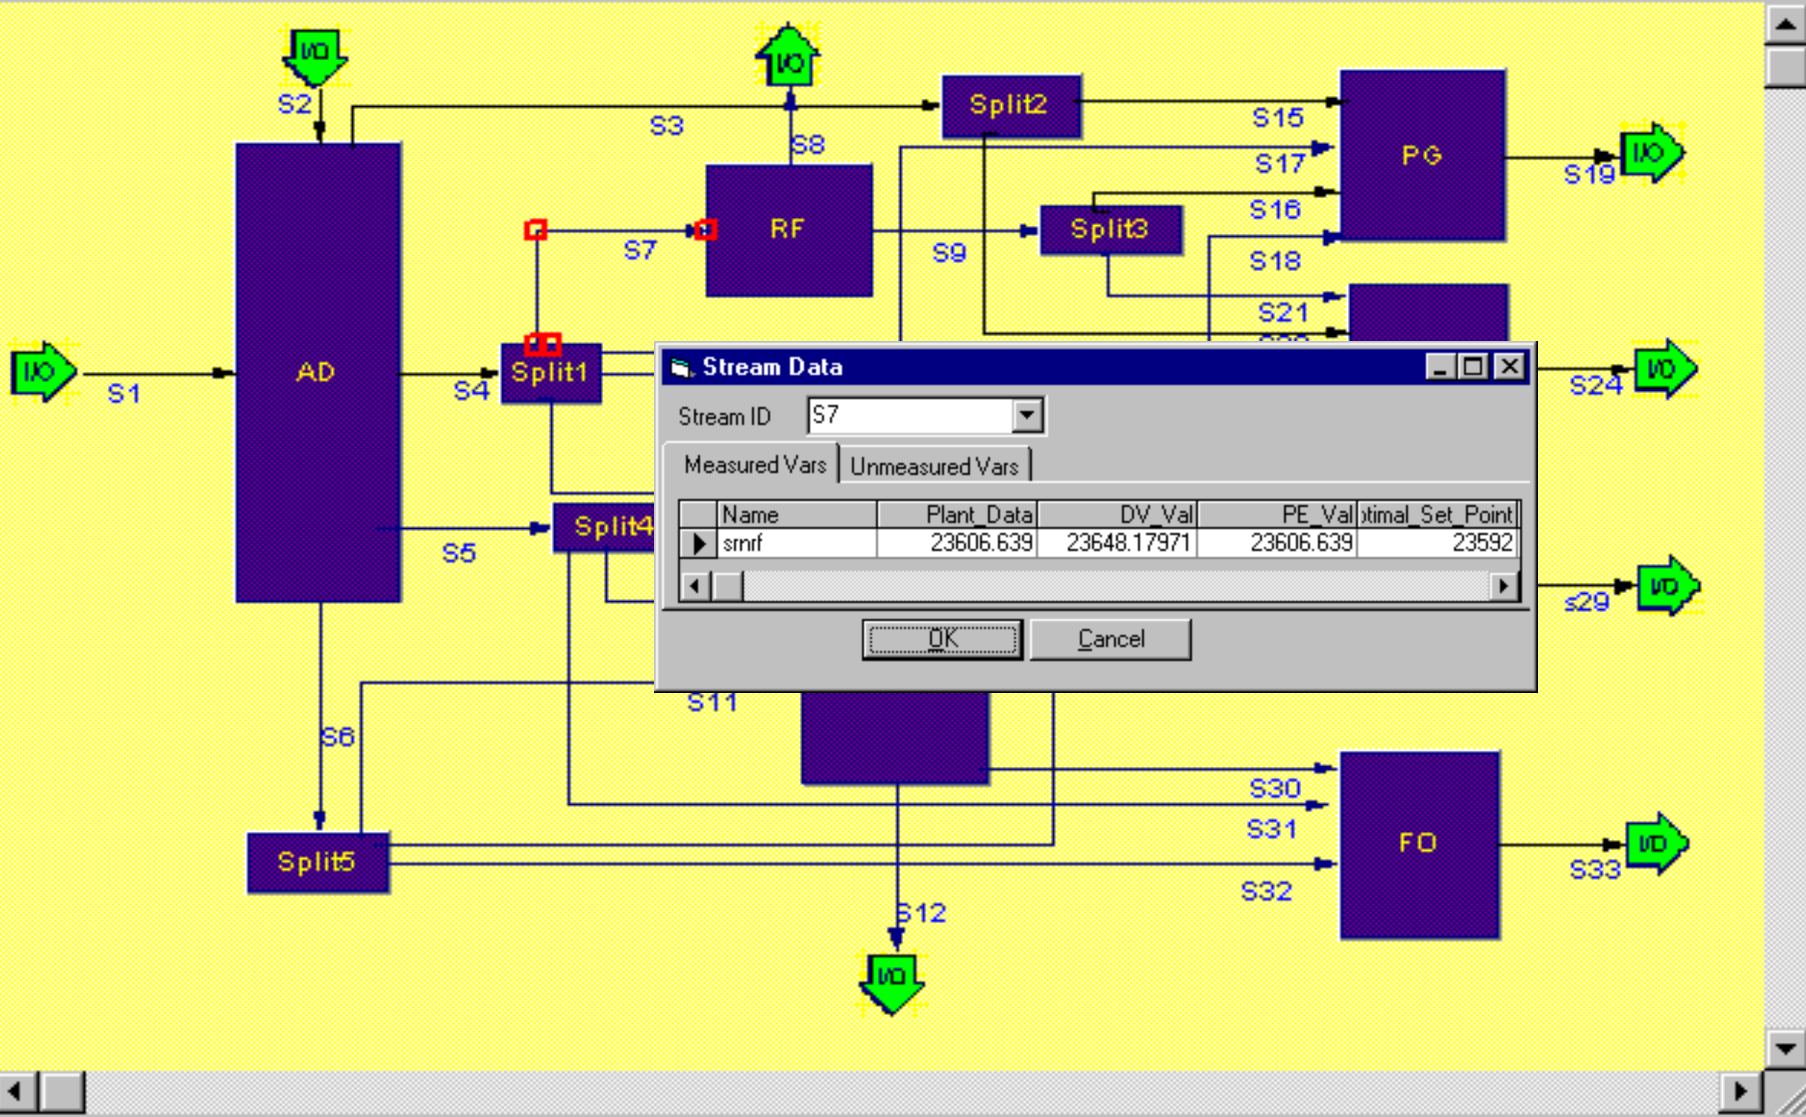 I/O
I/O
S2
Split2
S3
S15
S8
PG
S17
I/O
S19
S16
RF
Split3
S7
S9
S18
S21
I/O
AD
Split1
S1
S4
Stream Data
I/O
S24
Stream ID S7
Measured Vars Unmeasured Vars
Name Plant_Data DV_Val PE_Val otimal_Set_Point
srnrf 23606.639 23648.17971 23606.639 23592
Split4
S5
I/O
s29
OK Cancel
S11
S6
S30
S31
FO
I/O
S33
Split5
S32
S12
I/O